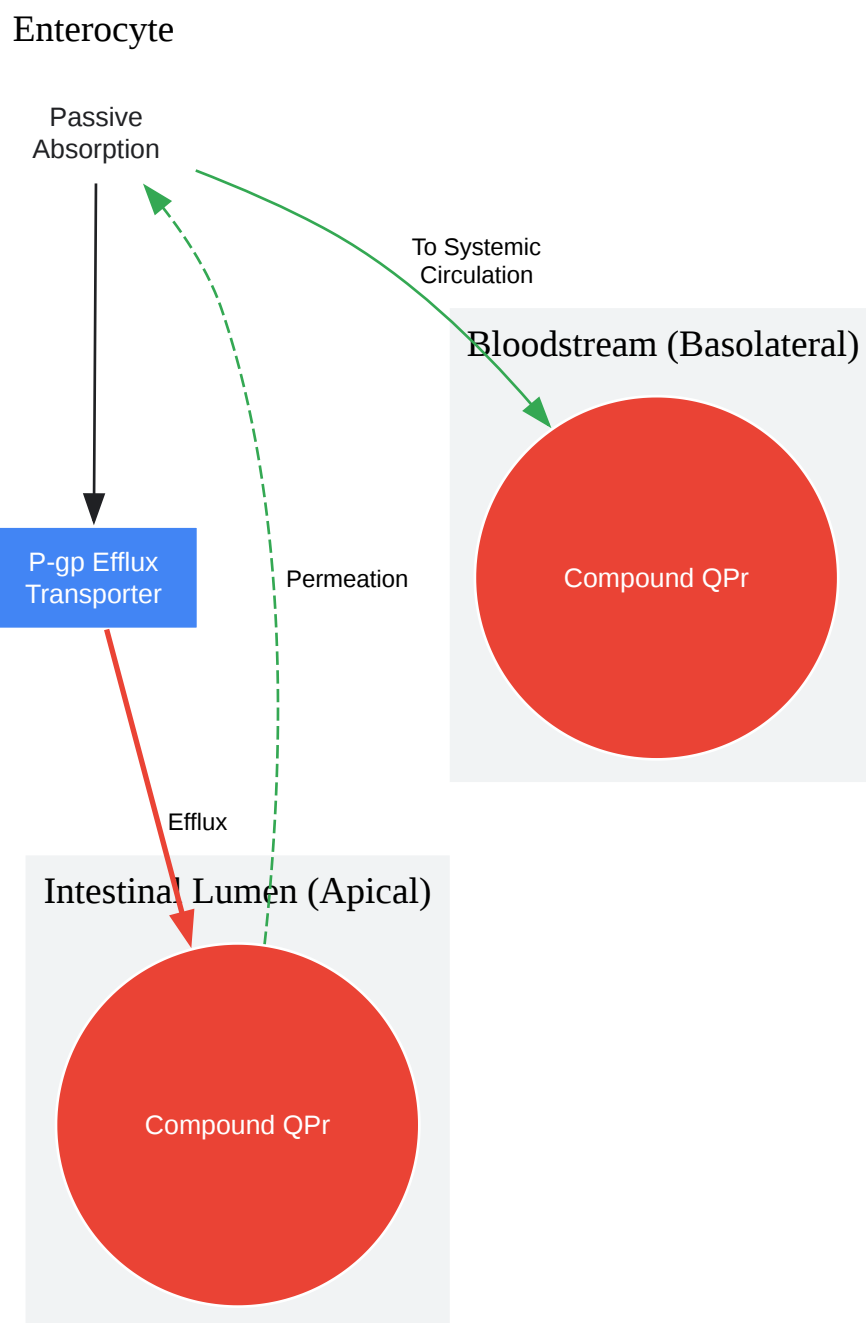 Enterocyte
Passive
Absorption
To Systemic
Circulation
Bloodstream (Basolateral)
P-gp Efflux
Transporter
Permeation
Compound QPr
Efflux
Intestinal Lumen (Apical)
Compound QPr